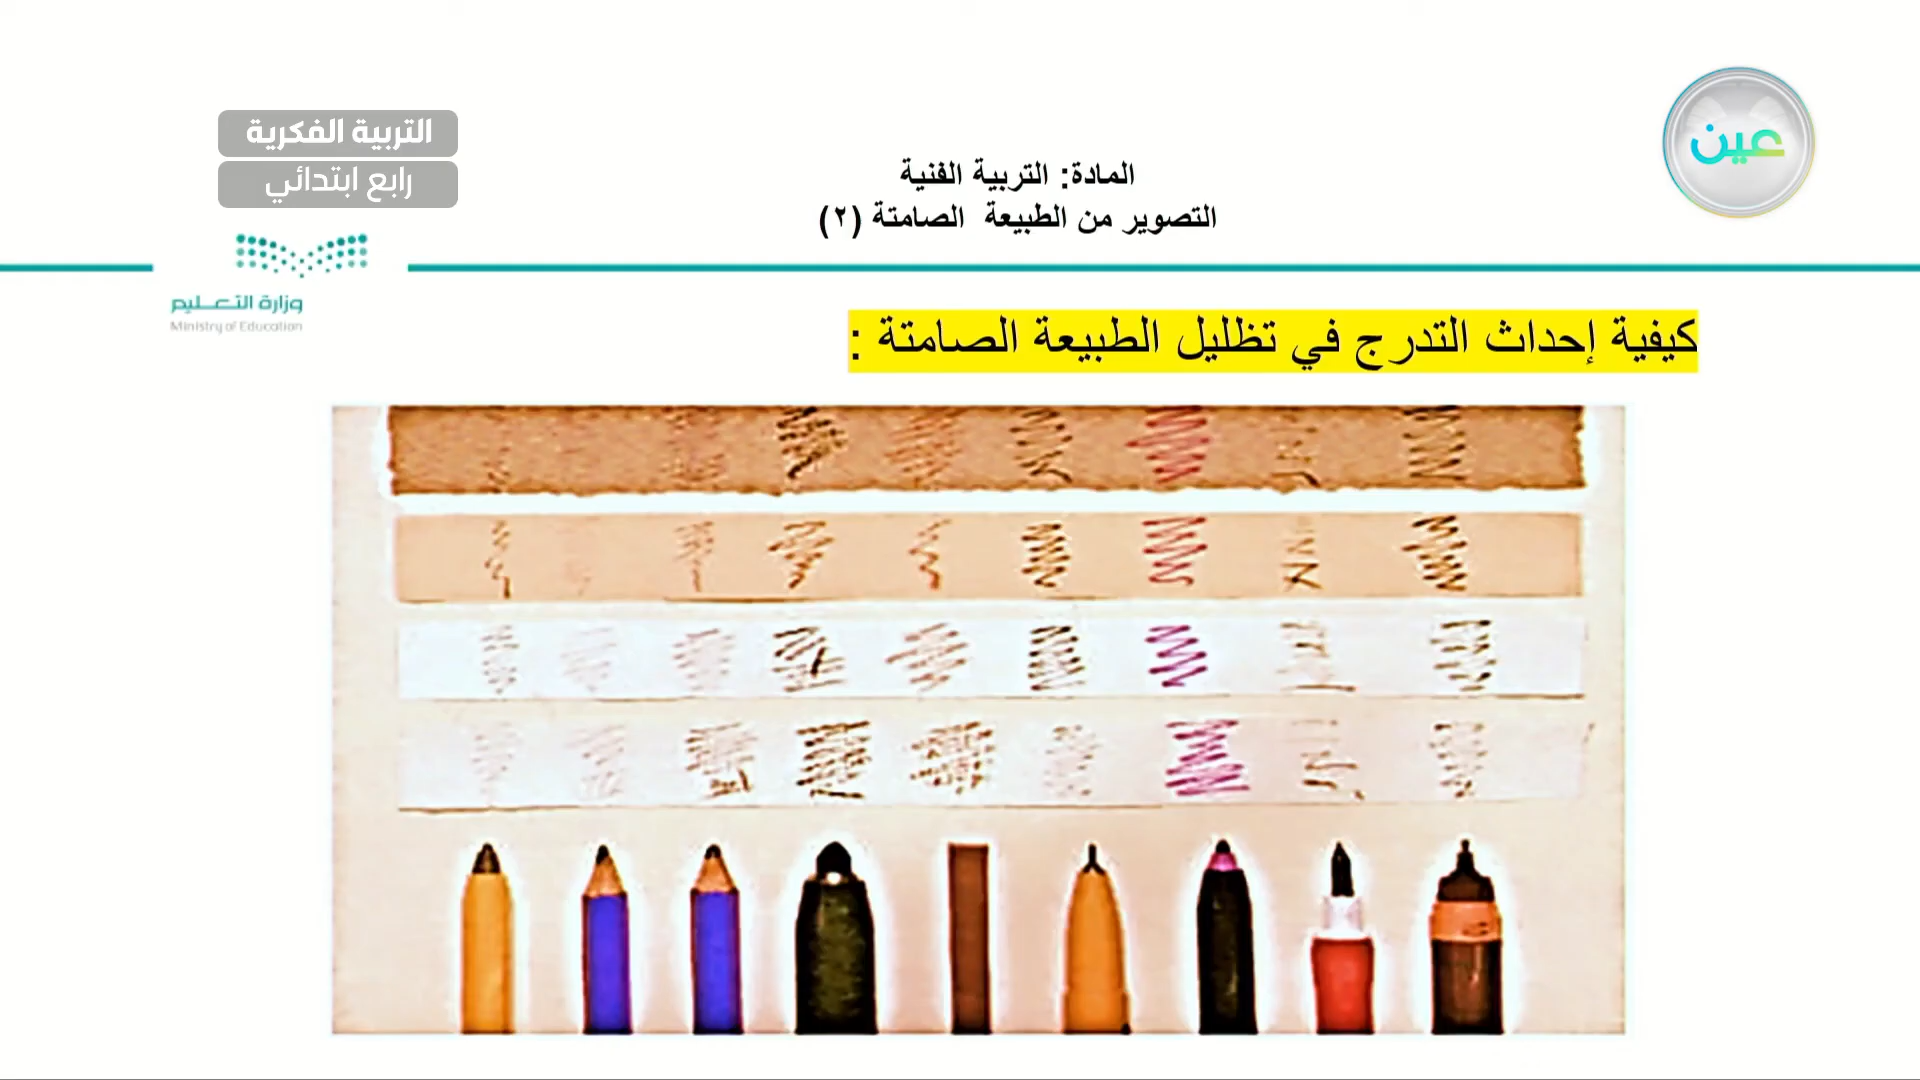 عين
التربية الفكرية
رابع ابتدائي
المادة: التربية الفنية
التصوير من الطبيعة الصامتة (٢)
وزارة التعليم
Ministry of Education
كيفية إحداث التدرج في تظليل الطبيعة الصامتة :